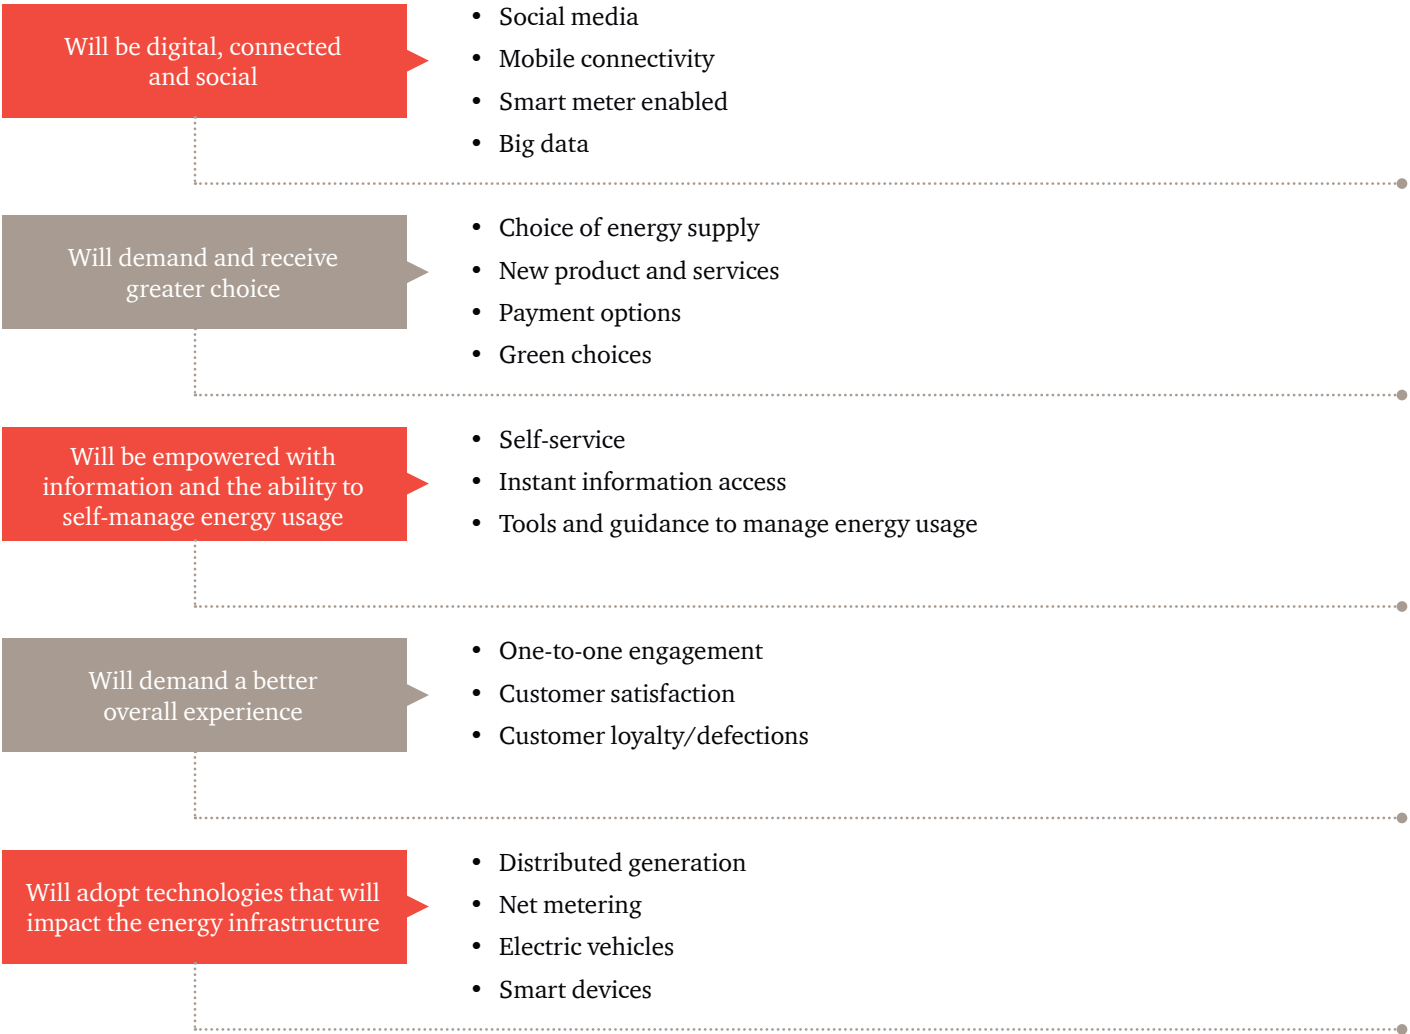 Will be digital, connected
and social
• Social media
• Mobile connectivity
• Smart meter enabled
• Big data
Will demand and receive
greater choice
• Choice of energy supply
• New product and services
• Payment options
• Green choices
Will be empowered with
information and the ability to
self-manage energy usage
• Self-service
• Instant information access
• Tools and guidance to manage energy usage
Will demand a better
overall experience
• One-to-one engagement
• Customer satisfaction
• Customer loyalty/defections
Will adopt technologies that will
impact the energy infrastructure
• Distributed generation
• Net metering
• Electric vehicles
• Smart devices